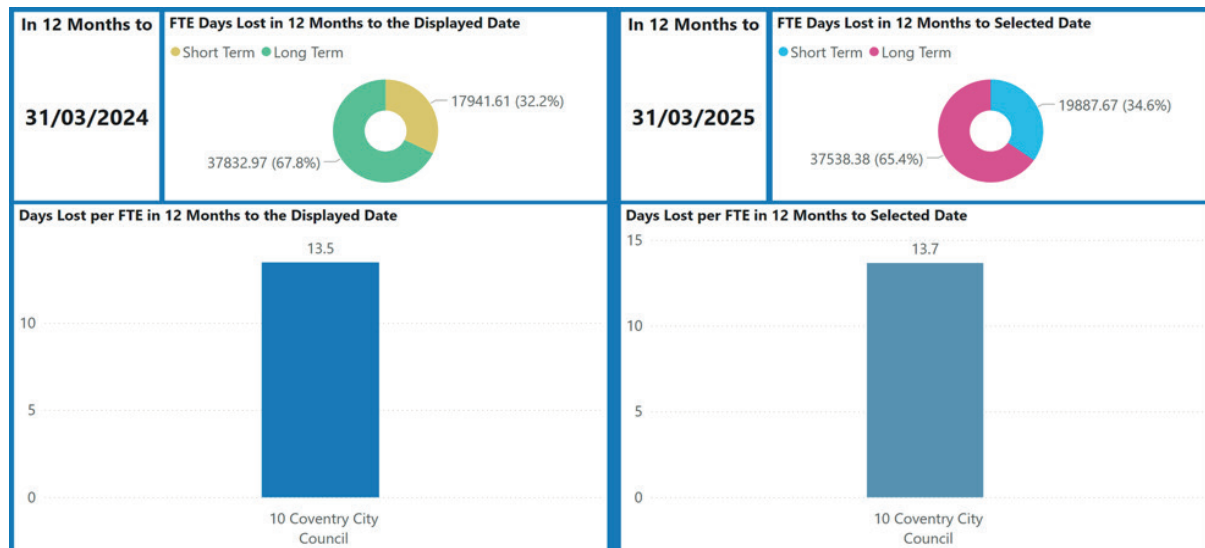 In 12 Months to
31/03/2024
FTE Days Lost in 12 Months to the Displayed Date
Short Term Long Term
17941.61 (32.2%)
37832.97 (67.8%)
Days Lost per FTE in 12 Months to the Displayed Date
13.5
10
5
0
10 Coventry City
Council
In 12 Months to
31/03/2025
FTE Days Lost in 12 Months to Selected Date
Short Term Long Term
19887.67 (34.6%)
37538.38 (65.4%)
Days Lost per FTE in 12 Months to Selected Date
15
13.7
10
5
0
10 Coventry City
Council